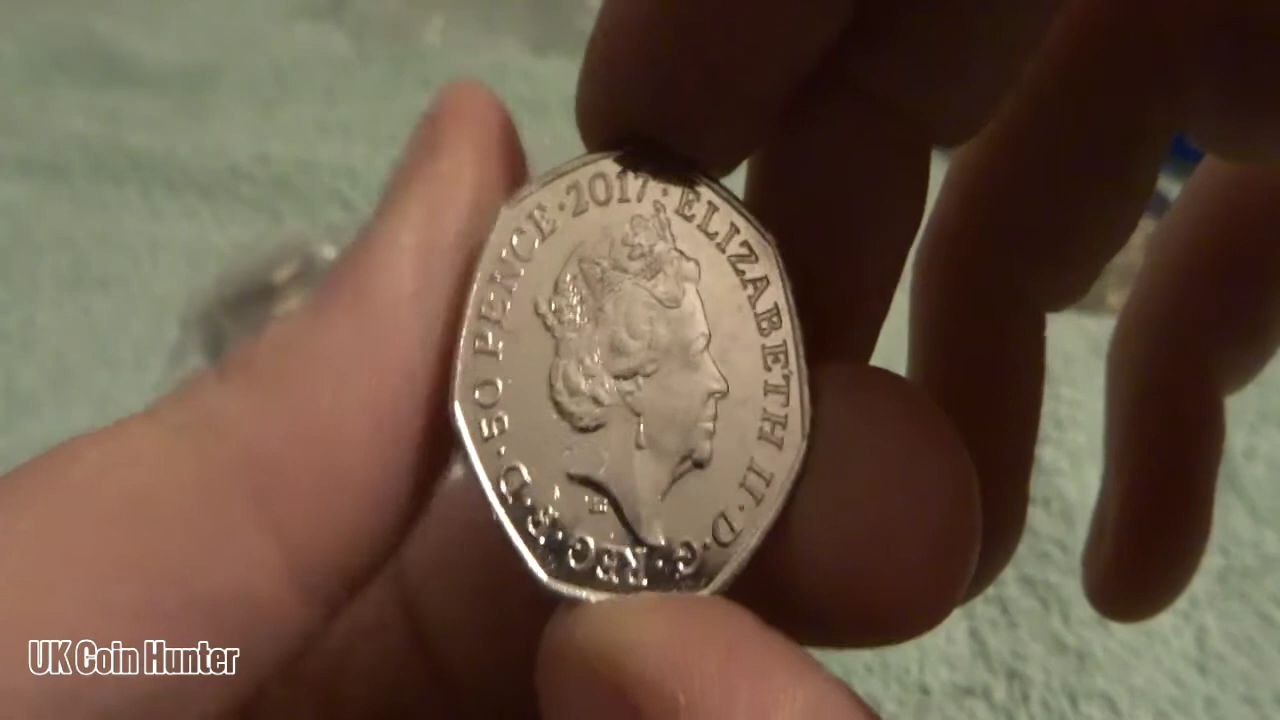 50 PENCE · 2017 · ELIZABETH II · D · G · REG · F · D ·
UK Coin Hunter